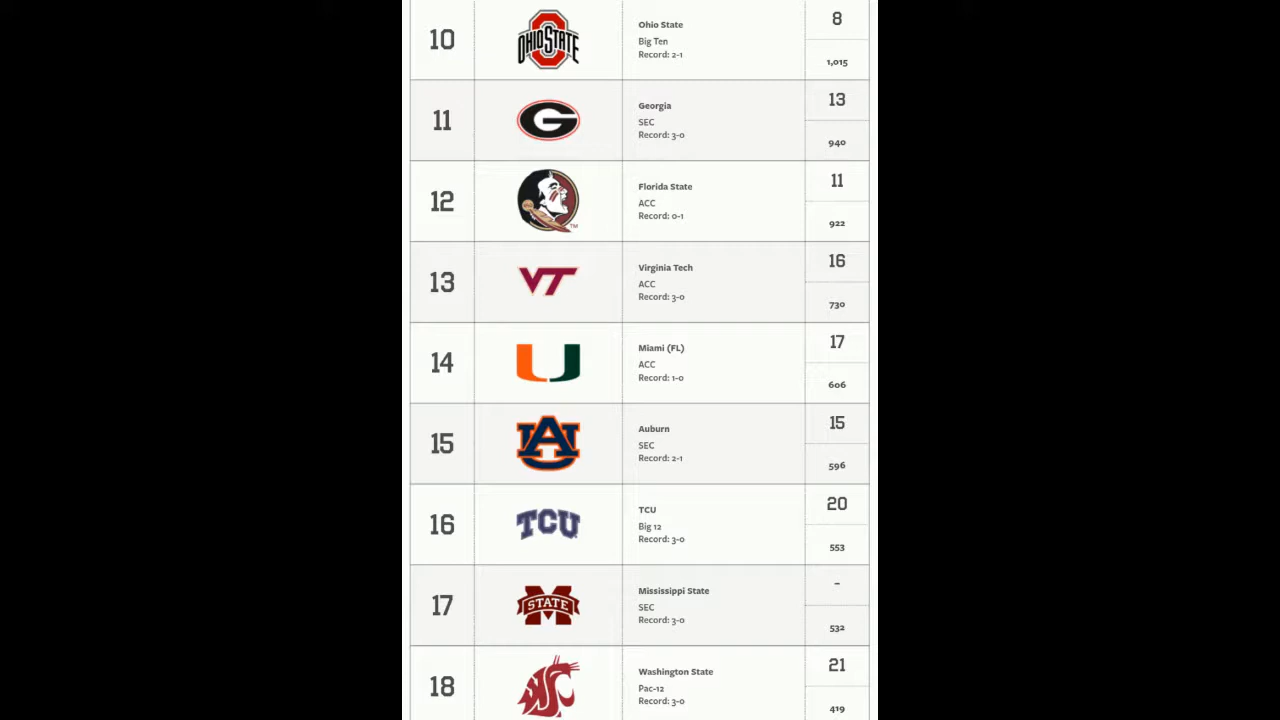 10
OHIO STATE
Ohio State
Big Ten
Record: 2-1
8
1,015
11
G
Georgia
SEC
Record: 3-0
13
940
12
TM
Florida State
ACC
Record: 0-1
11
922
13
VT
Virginia Tech
ACC
Record: 3-0
16
730
14
U
Miami (FL)
ACC
Record: 1-0
17
606
15
AU
Auburn
SEC
Record: 2-1
15
596
16
TCU
TCU
Big 12
Record: 3-0
20
553
17
M
STATE
Mississippi State
SEC
Record: 3-0
-
532
18
WSC
Washington State
Pac-12
Record: 3-0
21
419